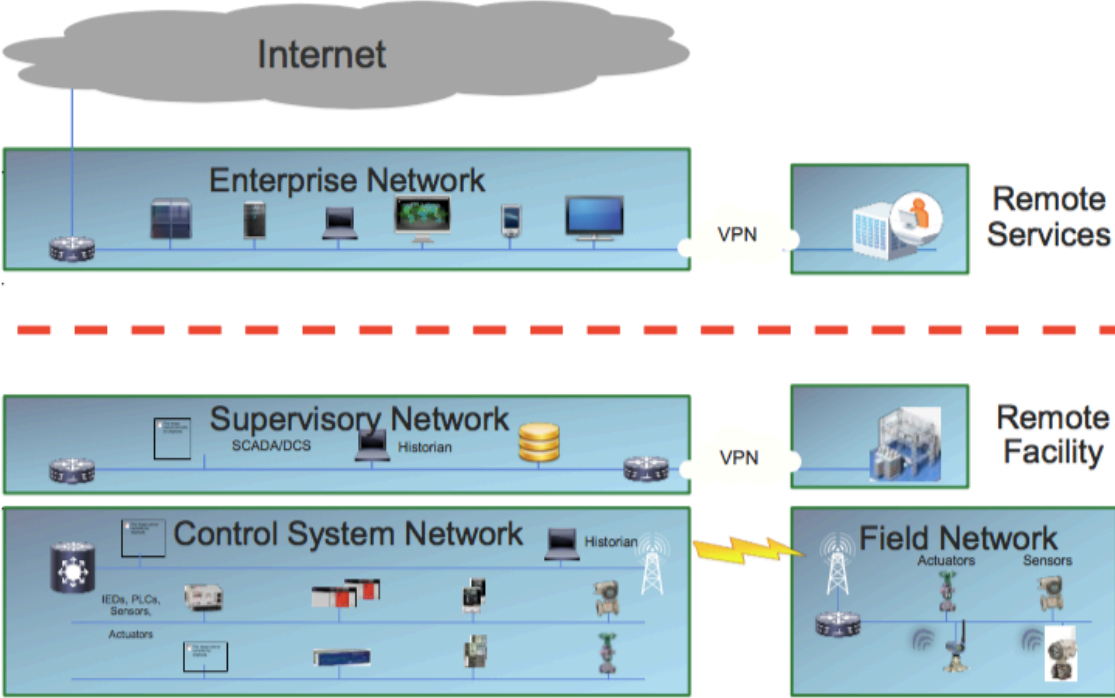 Internet
Enterprise Network
VPN
Remote
Services
Supervisory Network
SCADA/DCS
Historian
VPN
Remote
Facility
Control System Network
Historian
IEDs, PLCs,
Sensors,
Actuators
Field Network
Actuators
Sensors